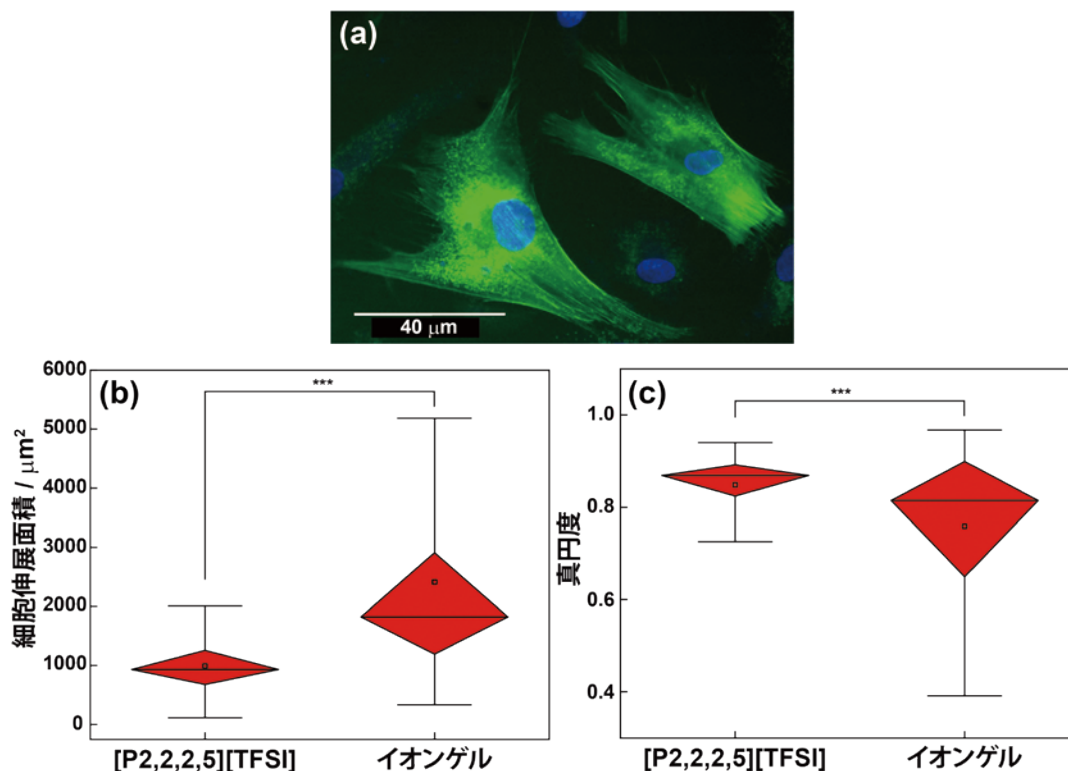 (a)
40 μm
(b)
***
6000
5000
4000
3000
2000
1000
0
細胞伸展面積 / μm²
[P2,2,2,5][TFSI]
イオンゲル
(c)
***
1.0
0.8
0.6
0.4
真円度
[P2,2,2,5][TFSI]
イオンゲル